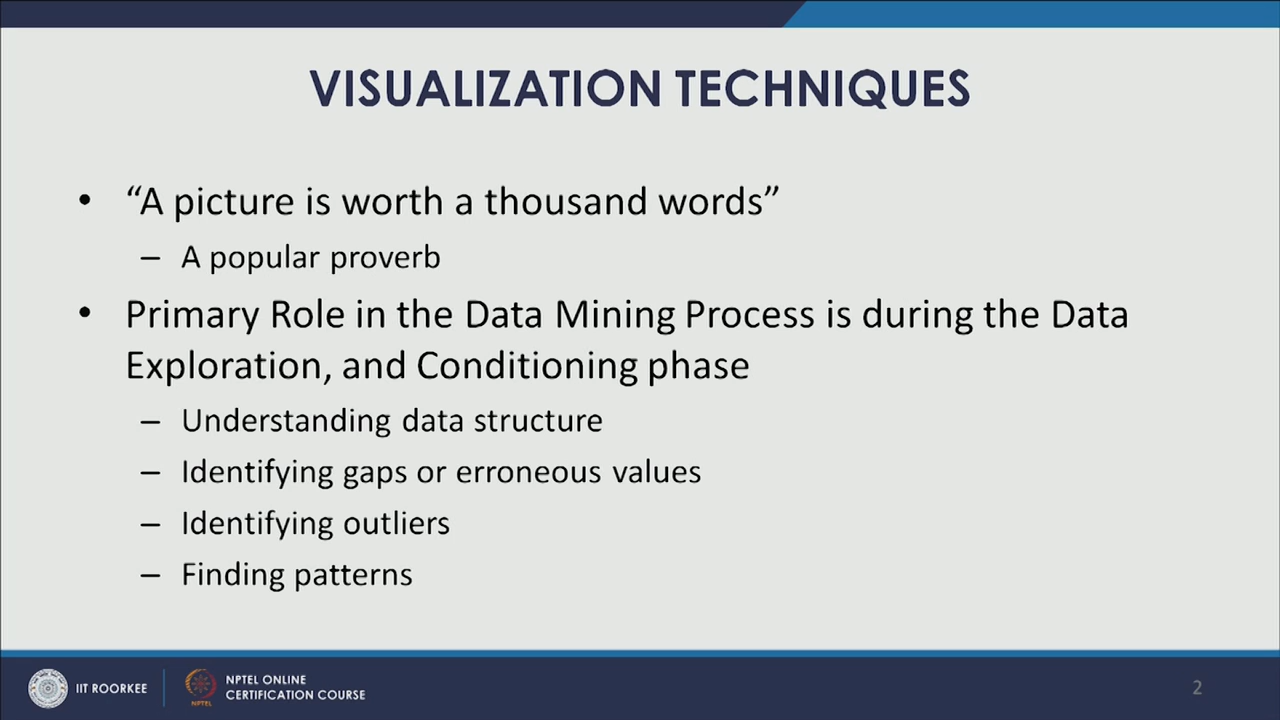 VISUALIZATION TECHNIQUES
• “A picture is worth a thousand words”
– A popular proverb
• Primary Role in the Data Mining Process is during the Data
Exploration, and Conditioning phase
– Understanding data structure
– Identifying gaps or erroneous values
– Identifying outliers
– Finding patterns
IIT ROORKEE
NPTEL
NPTEL ONLINE
CERTIFICATION COURSE
2